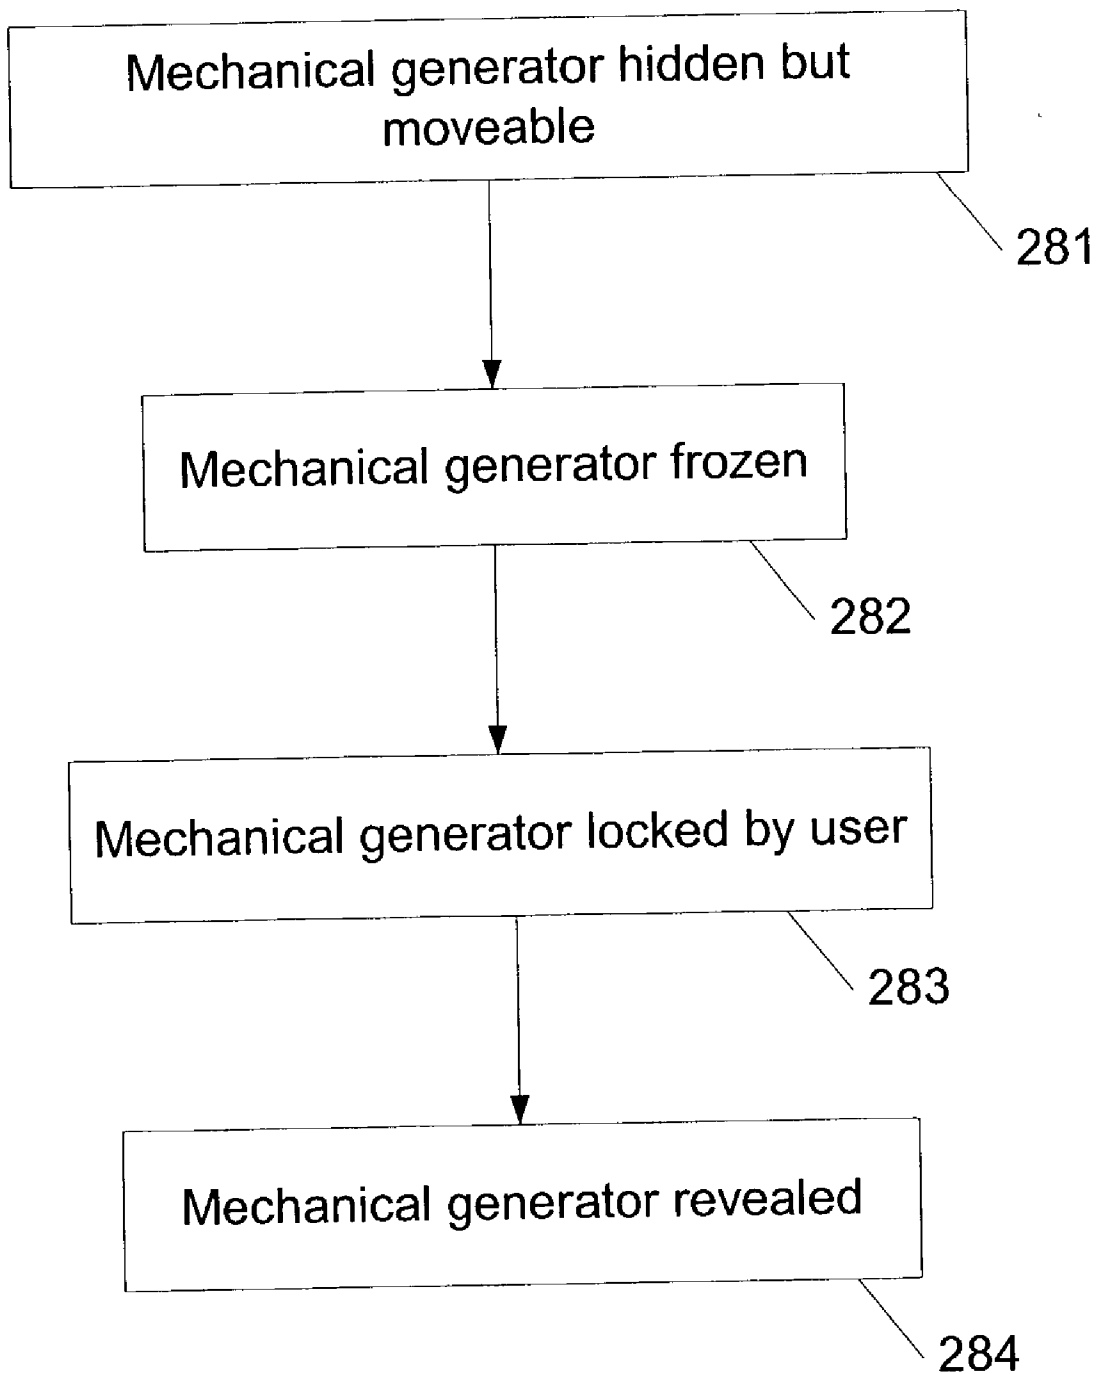 Mechanical generator hidden but
moveable
281
Mechanical generator frozen
282
Mechanical generator locked by user
283
Mechanical generator revealed
284